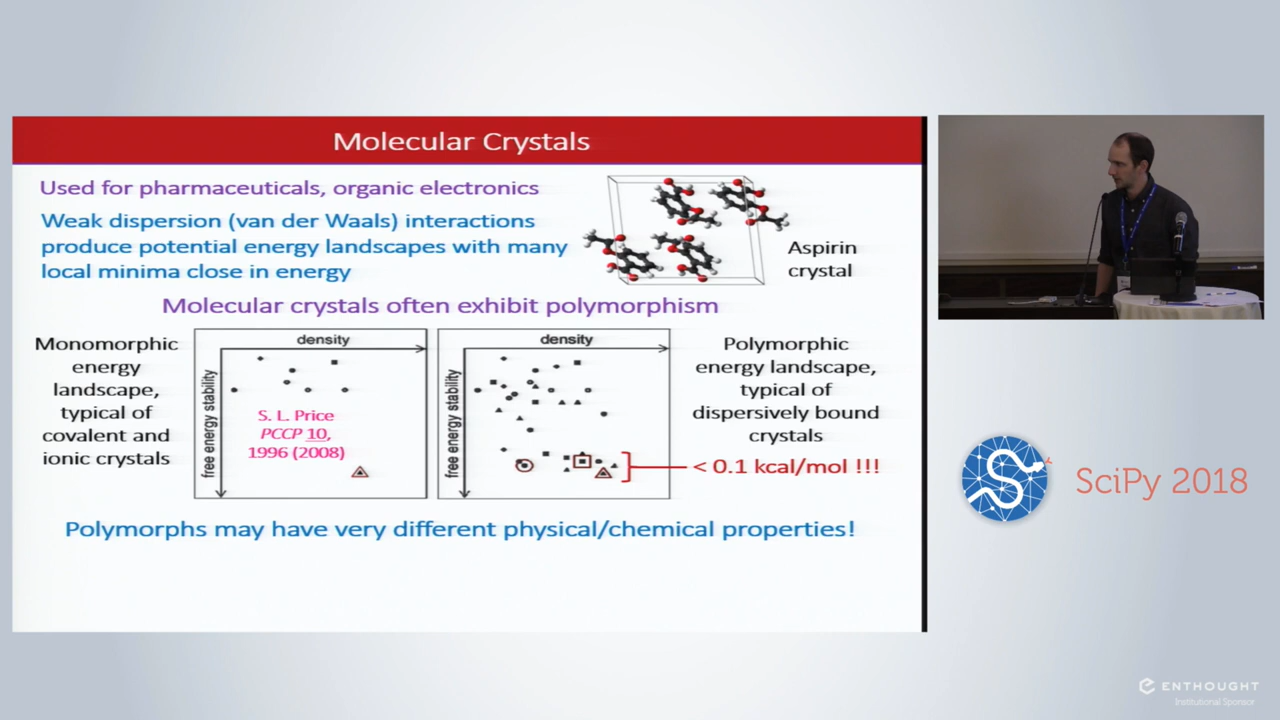 Molecular Crystals
Used for pharmaceuticals, organic electronics
Weak dispersion (van der Waals) interactions
produce potential energy landscapes with many
local minima close in energy
Aspirin
crystal
Molecular crystals often exhibit polymorphism
Monomorphic
energy
landscape,
typical of
covalent and
ionic crystals
density
free energy stability
S. L. Price
PCCP 10,
1996 (2008)
density
free energy stability
Polymorphic
energy landscape,
typical of
dispersively bound
crystals
< 0.1 kcal/mol !!!
Polymorphs may have very different physical/chemical properties!
SciPy 2018
ENTHOUGHT
Institutional Sponsor